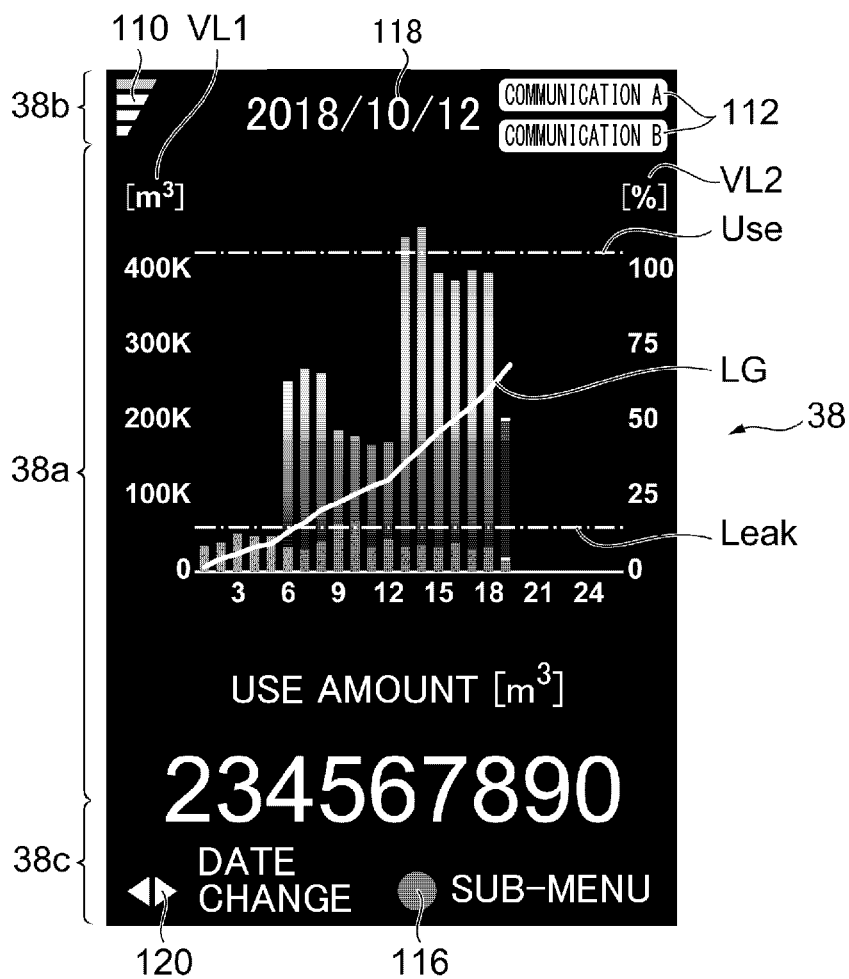 110 VL1 118
38b
2018/10/12
COMMUNICATION A
COMMUNICATION B
112
[m³] [%]
VL2
Use
400K 100
300K 75
LG
200K 50
38
38a
100K 25
Leak
0 0
3 6 9 12 15 18 21 24
USE AMOUNT [m³]
234567890
38c
DATE
CHANGE
SUB-MENU
120 116